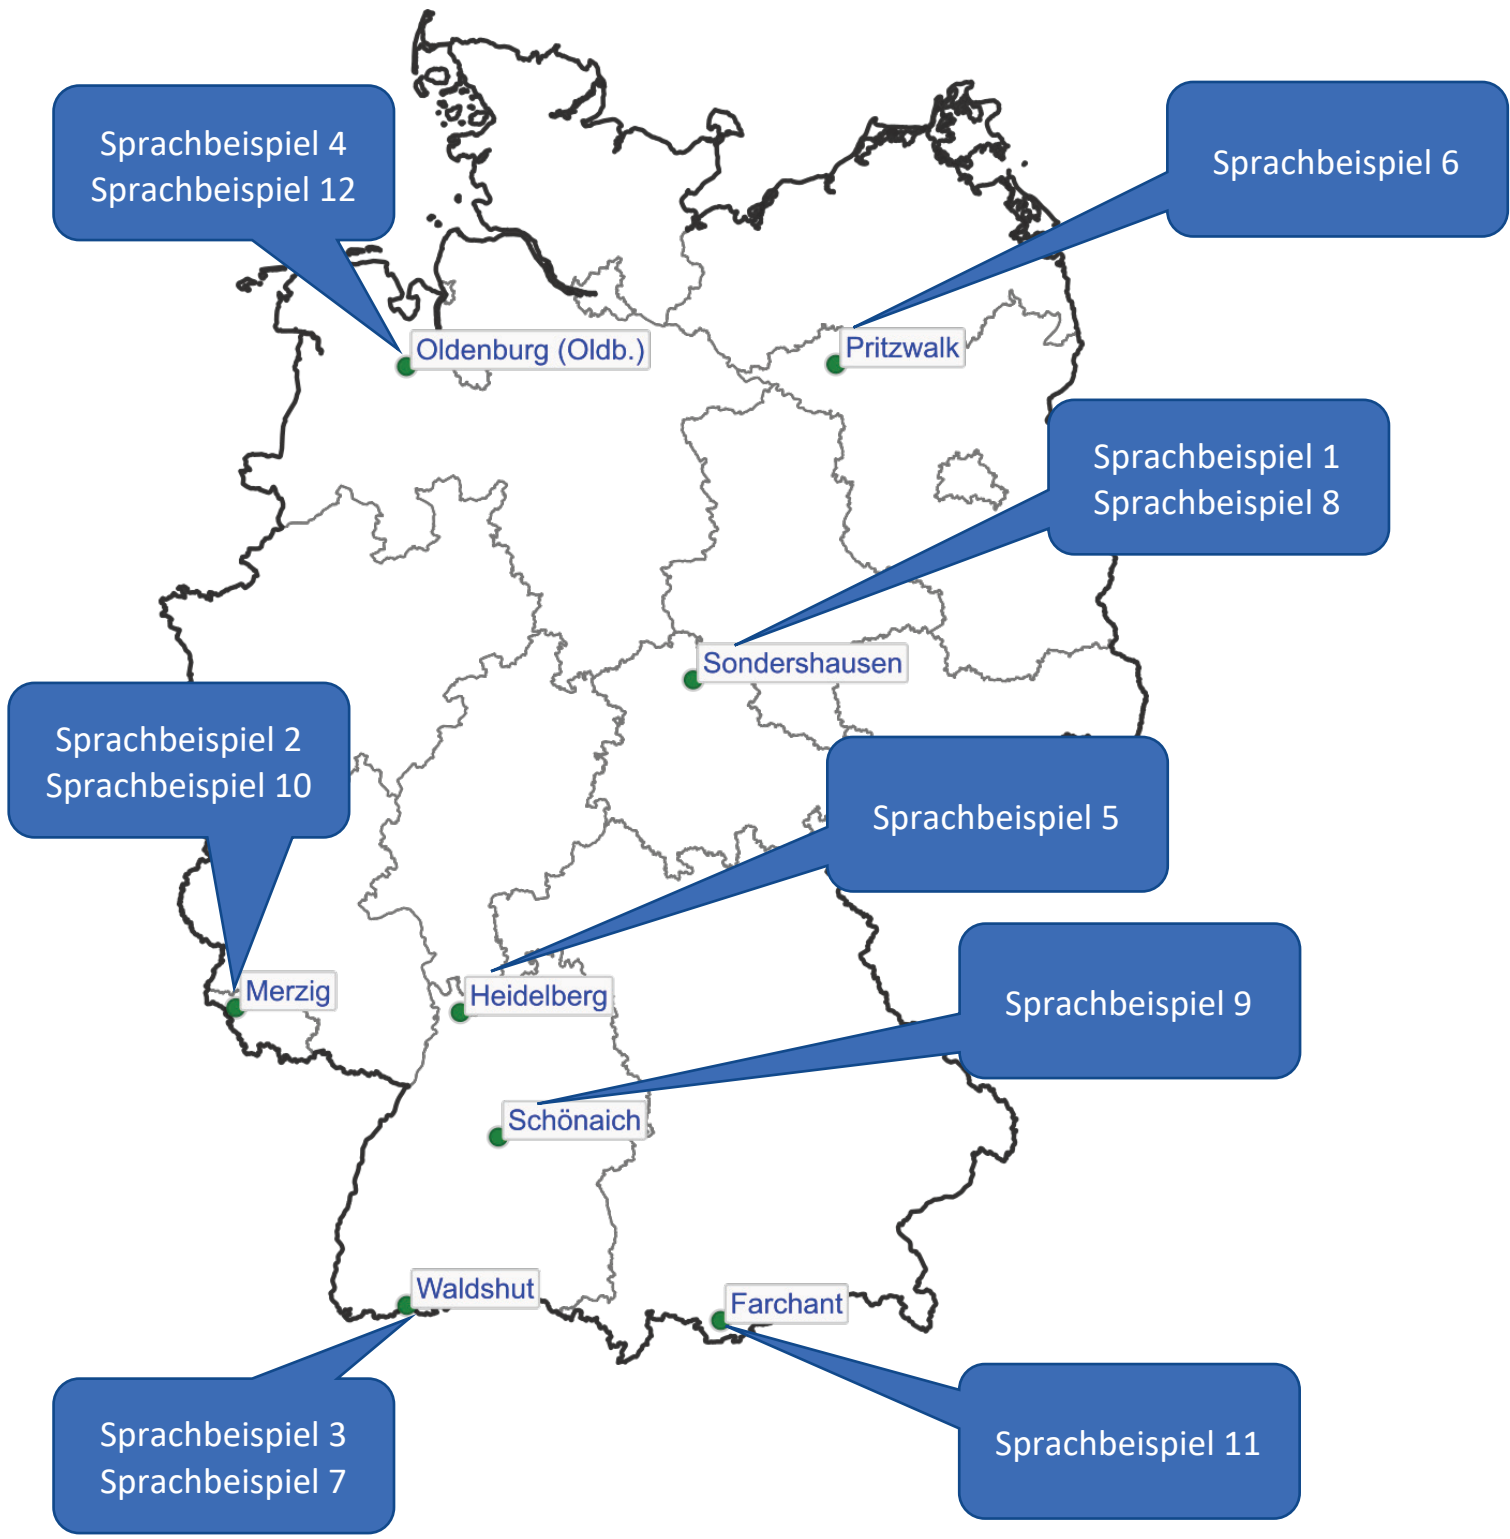 Sprachbeispiel 4
Sprachbeispiel 12
Sprachbeispiel 6
Oldenburg (Oldb.)
Pritzwalk
Sprachbeispiel 1
Sprachbeispiel 8
Sondershausen
Sprachbeispiel 2
Sprachbeispiel 10
Sprachbeispiel 5
Merzig
Heidelberg
Sprachbeispiel 9
Schönaich
Waldshut
Farchant
Sprachbeispiel 3
Sprachbeispiel 7
Sprachbeispiel 11